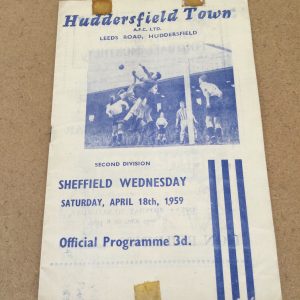 Huddersfield Town
A.F.C. LTD.
LEEDS ROAD, HUDDERSFIELD
SECOND DIVISION
SHEFFIELD WEDNESDAY
SATURDAY, APRIL 18th, 1959
Official Programme 3d.